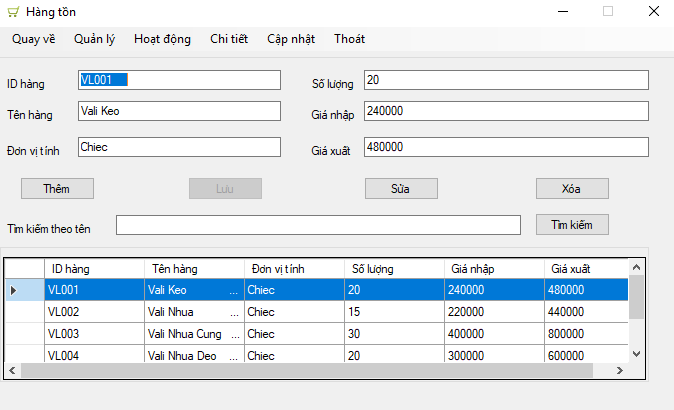 Hàng tồn
Quay về Quản lý Hoạt động Chi tiết Cập nhật Thoát
ID hàng VL001 Số lượng 20
Tên hàng Vali Keo Giá nhập 240000
Đơn vị tính Chiec Giá xuất 480000
Thêm Lưu Sửa Xóa
Tìm kiếm theo tên Tìm kiếm
ID hàng Tên hàng Đơn vị tính Số lượng Giá nhập Giá xuất
VL001 Vali Keo ... Chiec 20 240000 480000
VL002 Vali Nhua ... Chiec 15 220000 440000
VL003 Vali Nhua Cung ... Chiec 30 400000 800000
VL004 Vali Nhua Deo ... Chiec 20 300000 600000